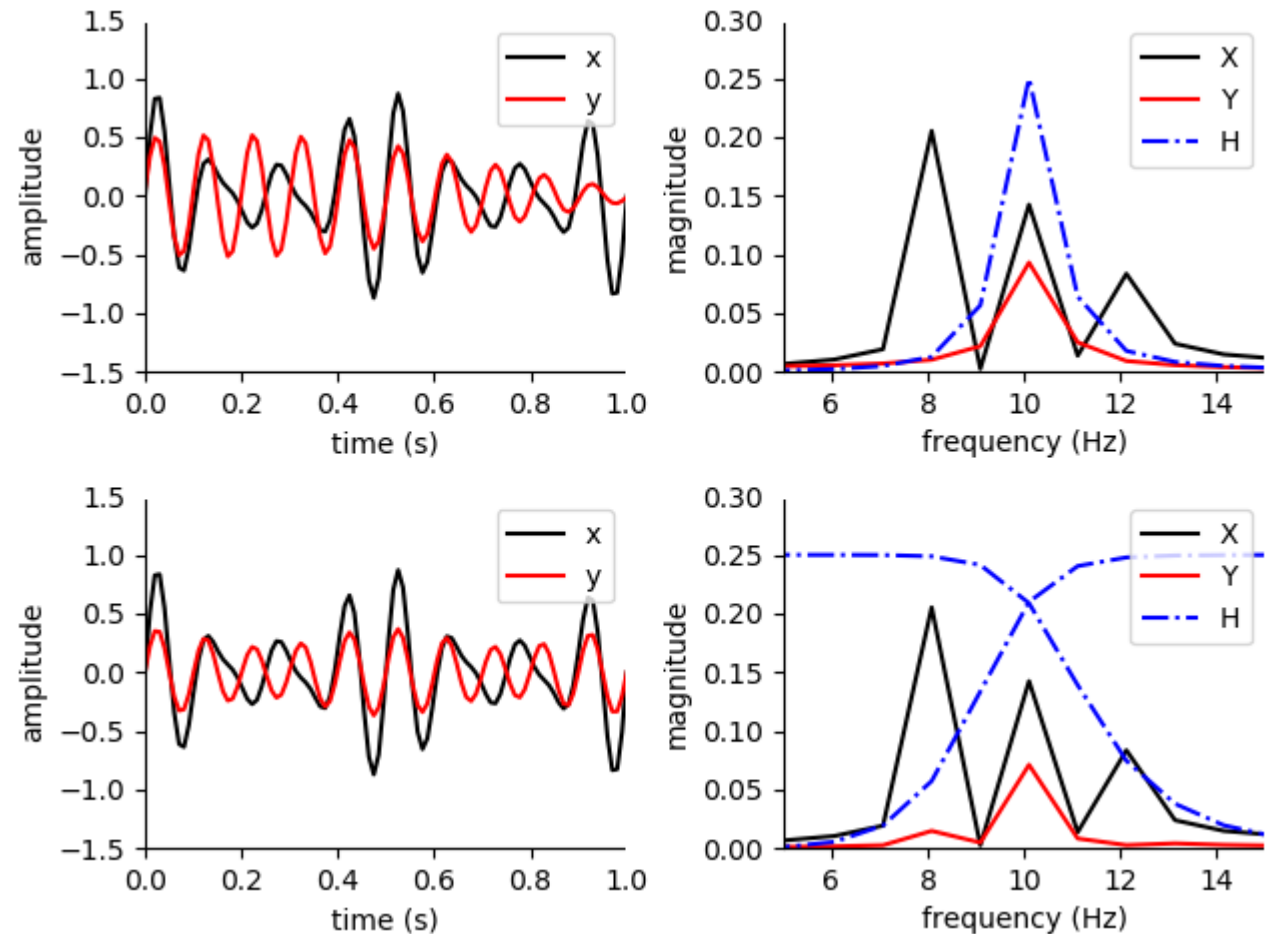 1.5
1.0
0.5
0.0
−0.5
−1.0
−1.5
amplitude
x
y
0.0 0.2 0.4 0.6 0.8 1.0
time (s)
0.30
0.25
0.20
0.15
0.10
0.05
0.00
magnitude
X
Y
H
6 8 10 12 14
frequency (Hz)
1.5
1.0
0.5
0.0
−0.5
−1.0
−1.5
amplitude
x
y
0.0 0.2 0.4 0.6 0.8 1.0
time (s)
0.30
0.25
0.20
0.15
0.10
0.05
0.00
magnitude
X
Y
H
6 8 10 12 14
frequency (Hz)